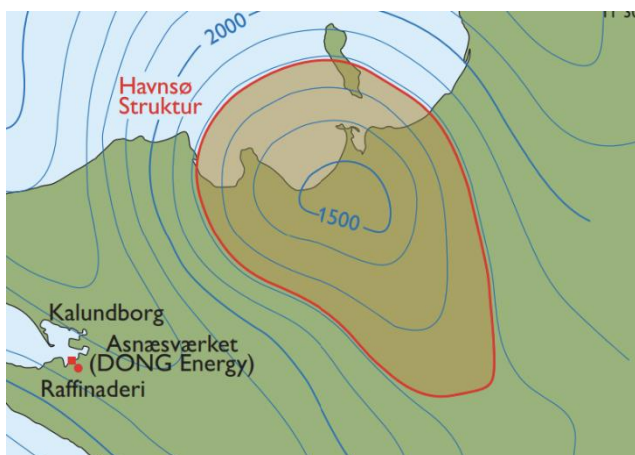 2000
Havnsø
Struktur
1500
Kalundborg
Asnæsværket
(DONG Energy)
Raffinaderi